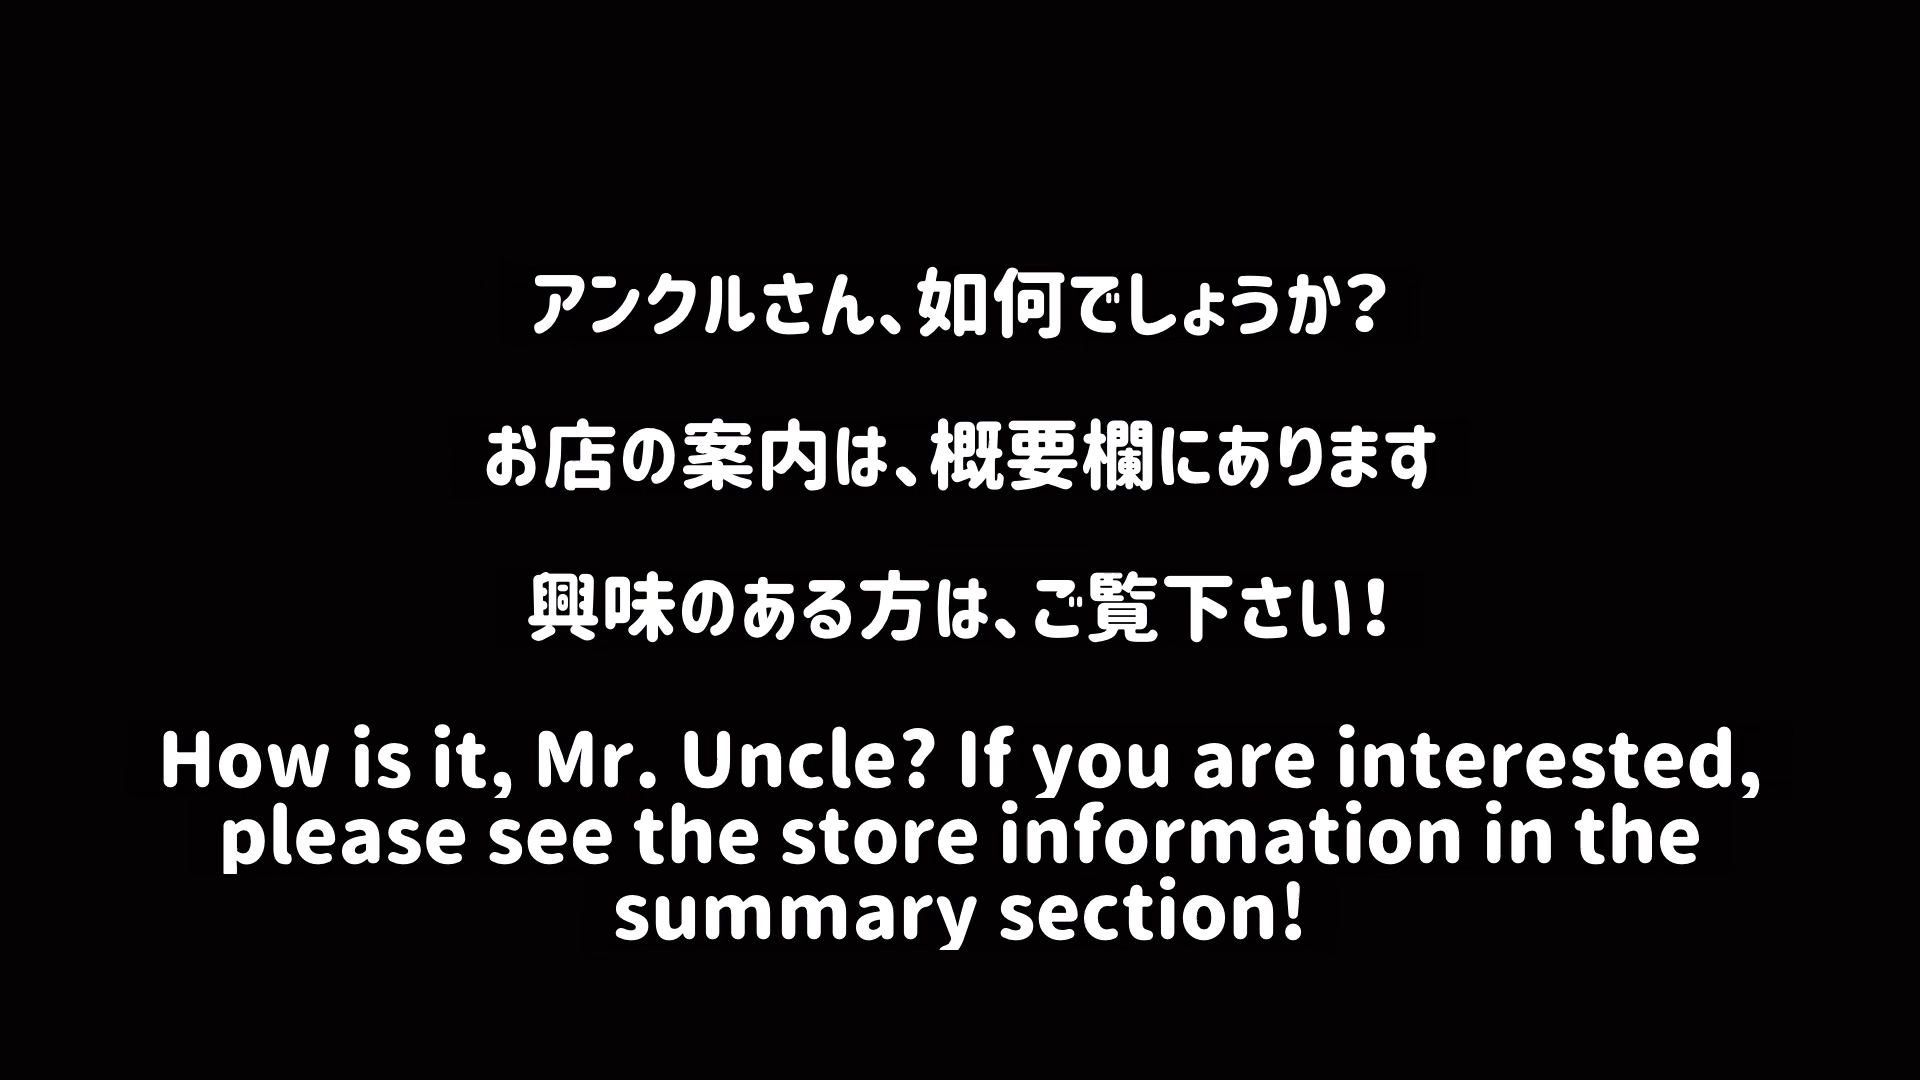 アンクルさん、如何でしょうか？
お店の案内は、概要欄にあります
興味のある方は、ご覧下さい！
How is it, Mr. Uncle? If you are interested,
please see the store information in the
summary section!